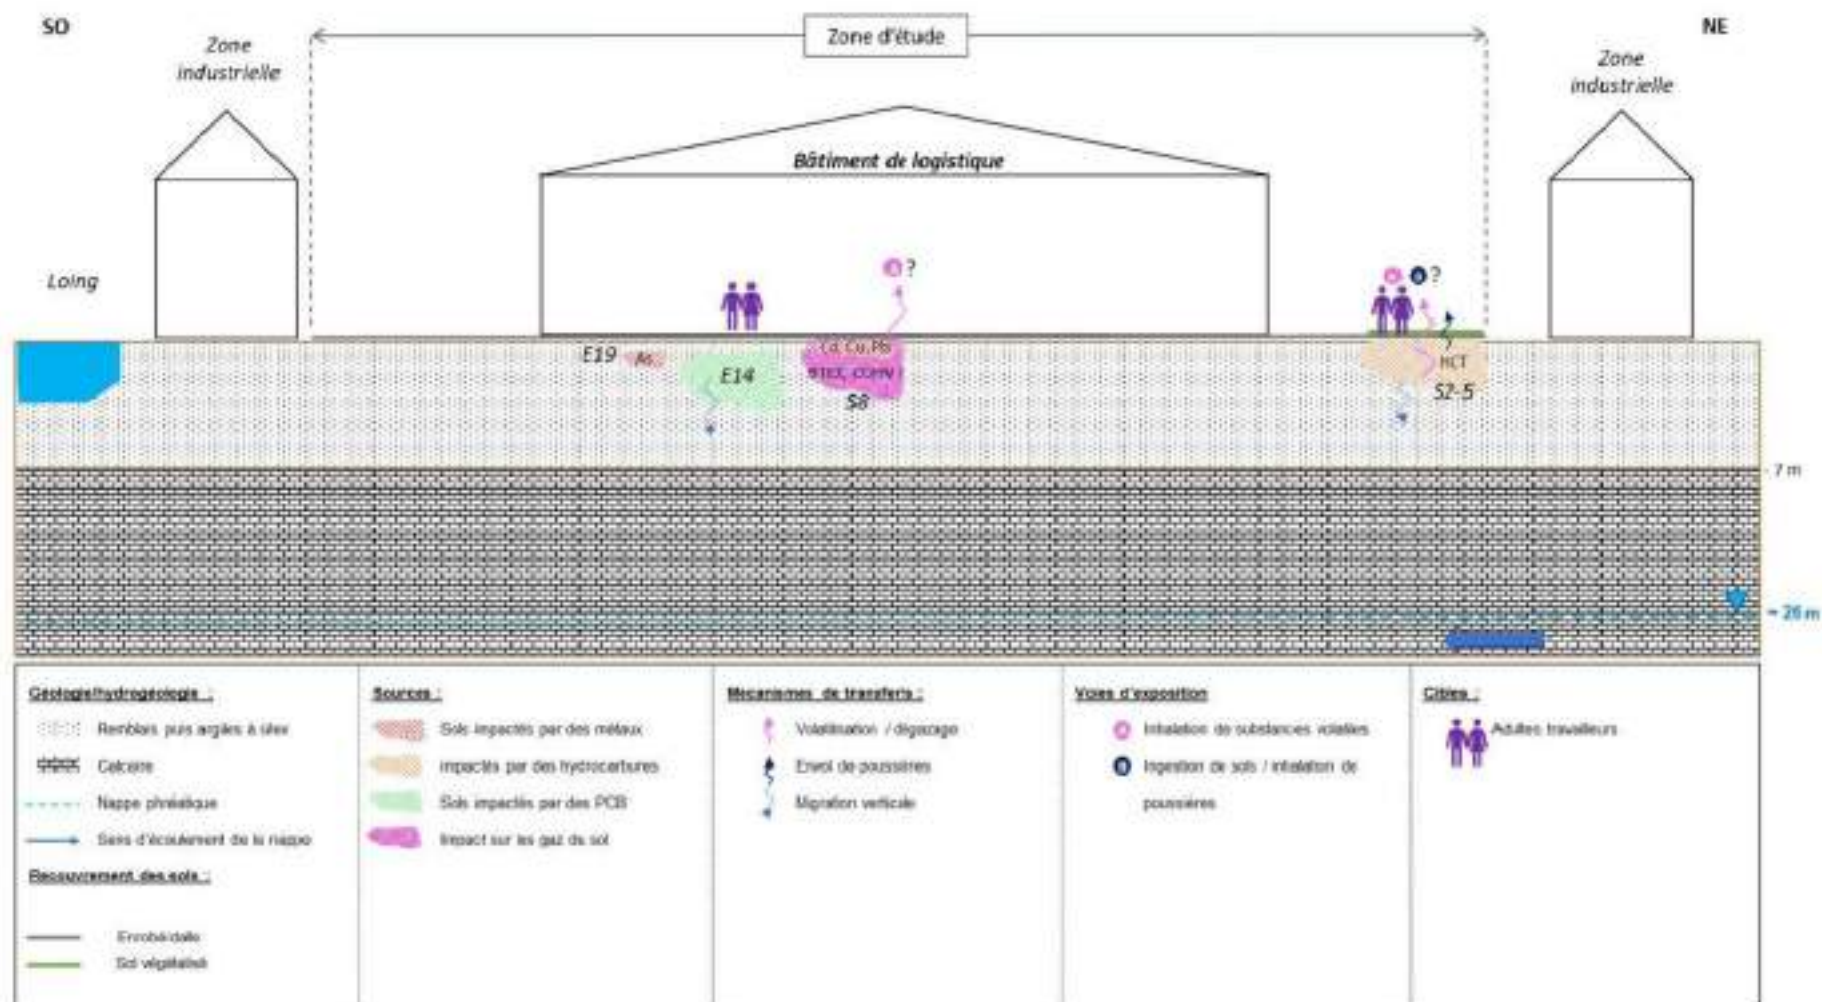 SO
NE
Zone d'étude
Zone
industrielle
Zone
industrielle
Bâtiment de logistique
Loing
?
?
E19
As
E14
Cd, Cu, Pb
BTEX, COHV
S8
HCT
S2-5
- 7 m
≈ 26 m
Géologie/hydrogéologie :
Remblais puis argiles à silex
Calcaire
Nappe phréatique
Sens d'écoulement de la nappe
Recouvrement des sols :
Enrobé/dalle
Sol végétalisé
Sources :
Sols impactés par des métaux
impactés par des hydrocarbures
Sols impactés par des PCB
Impact sur les gaz du sol
Mécanismes de transferts :
Volatilisation / dégazage
Envol de poussières
Migration verticale
Voies d'exposition
Inhalation de substances volatiles
Ingestion de sols / inhalation de
poussières
Cibles :
Adultes travailleurs